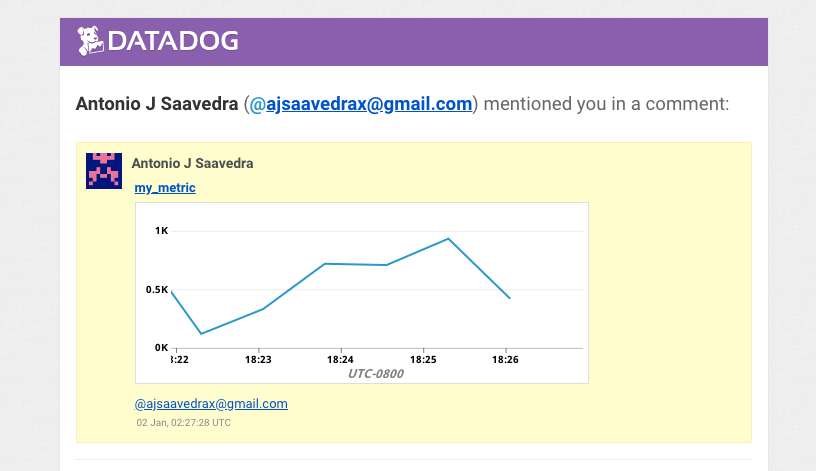 DATADOG
Antonio J Saavedra (@ajsaavedrax@gmail.com) mentioned you in a comment:
Antonio J Saavedra
my_metric
1K
0.5K
0K
18:23
18:24
18:25
18:26
UTC-0800
@ajsaavedrax@gmail.com
02 Jan, 02:27:28 UTC